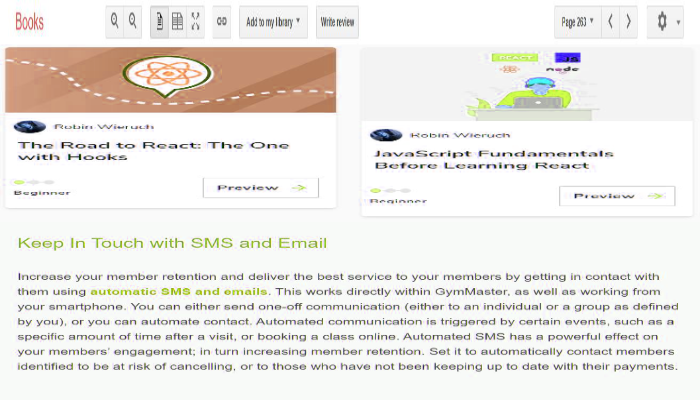 Books
Add to my library
Write review
Page 263
REACT
JS
node
Robin Wieruch
The Road to React: The One
with Hooks
Beginner
Preview
Robin Wieruch
JavaScript Fundamentals
Before Learning React
Beginner
Preview
Keep In Touch with SMS and Email
Increase your member retention and deliver the best service to your members by getting in contact with
them using automatic SMS and emails. This works directly within GymMaster, as well as working from
your smartphone. You can either send one-off communication (either to an individual or a group as defined
by you), or you can automate contact. Automated communication is triggered by certain events, such as a
specific amount of time after a visit, or booking a class online. Automated SMS has a powerful effect on
your members' engagement; in turn increasing member retention. Set it to automatically contact members
identified to be at risk of cancelling, or to those who have not been keeping up to date with their payments.